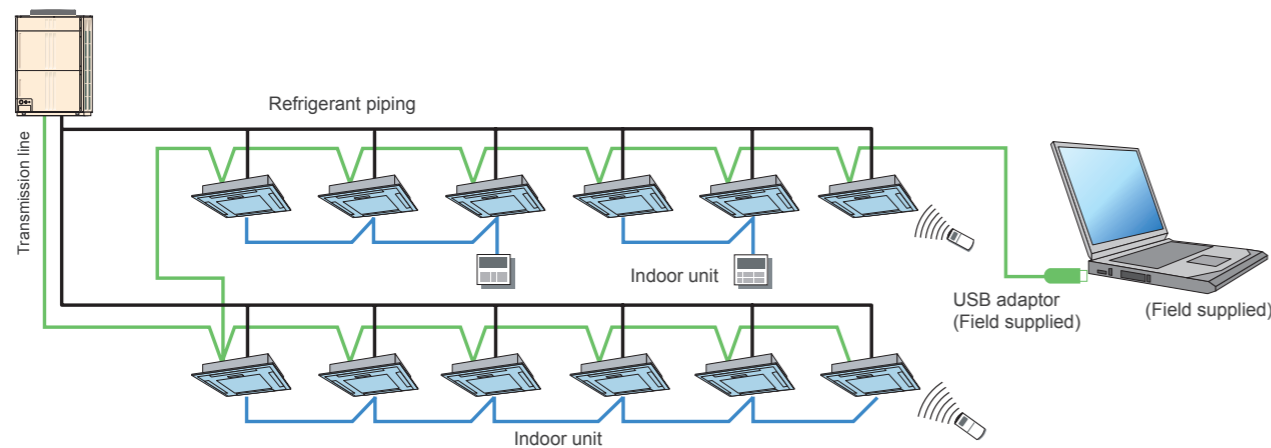 Refrigerant piping
Transmission line
Indoor unit
USB adaptor
(Field supplied)
(Field supplied)
Indoor unit